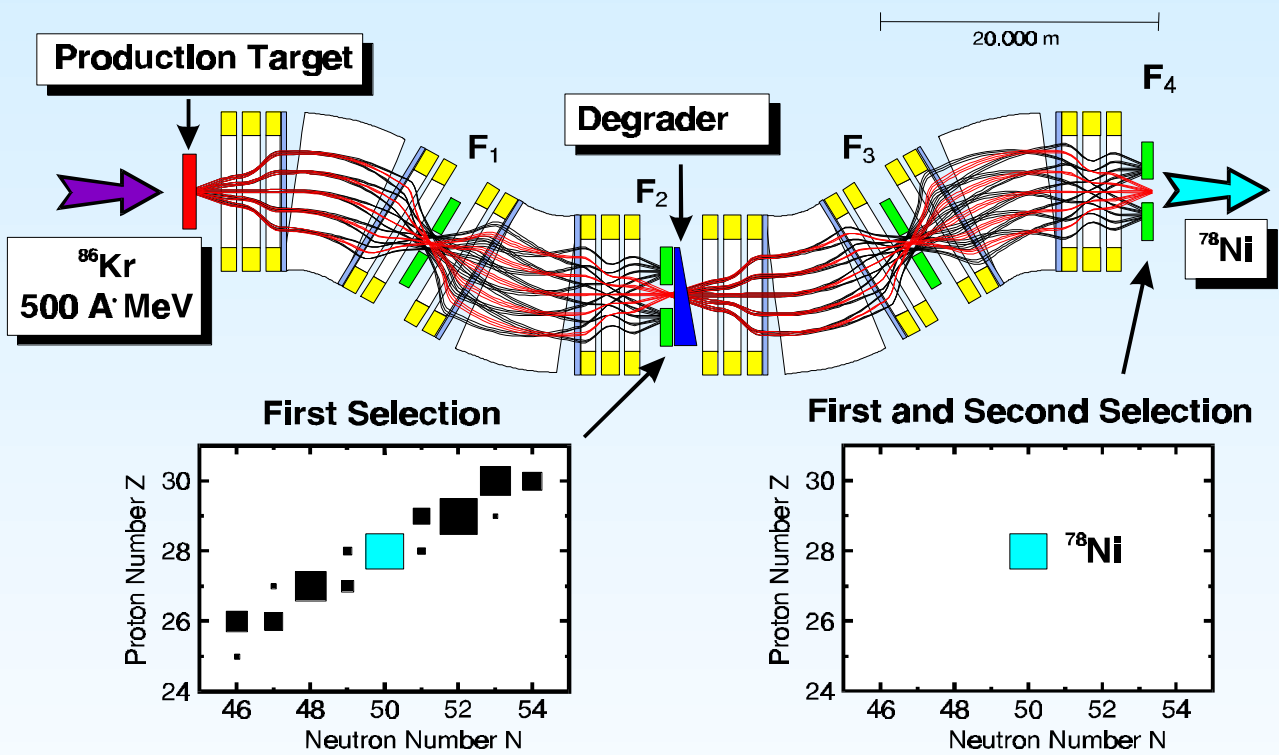 Production Target
20.000 m
F₄
Degrader
F₁
F₃
F₂
⁸⁶Kr
500 A·MeV
⁷⁸Ni
First Selection
First and Second Selection
Proton Number Z
30
28
26
24
46 48 50 52 54
Neutron Number N
Proton Number Z
30
28
26
24
⁷⁸Ni
46 48 50 52 54
Neutron Number N